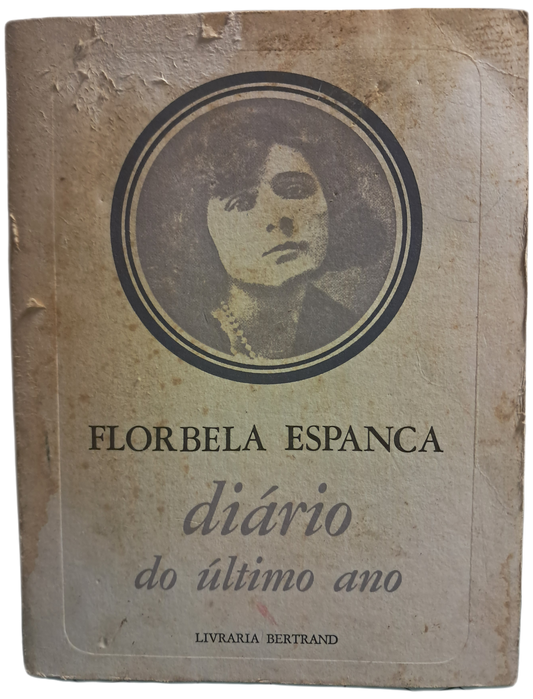 FLORBELA ESPANCA
diário
do último ano
LIVRARIA BERTRAND